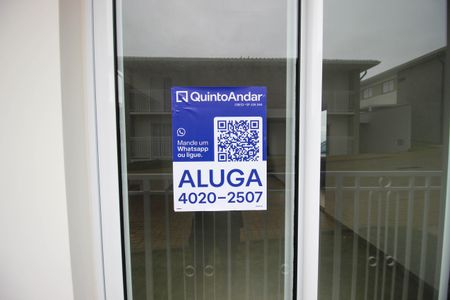 QuintoAndar
Mande um
Whatsapp
ou ligue.
ALUGA
4020-2507